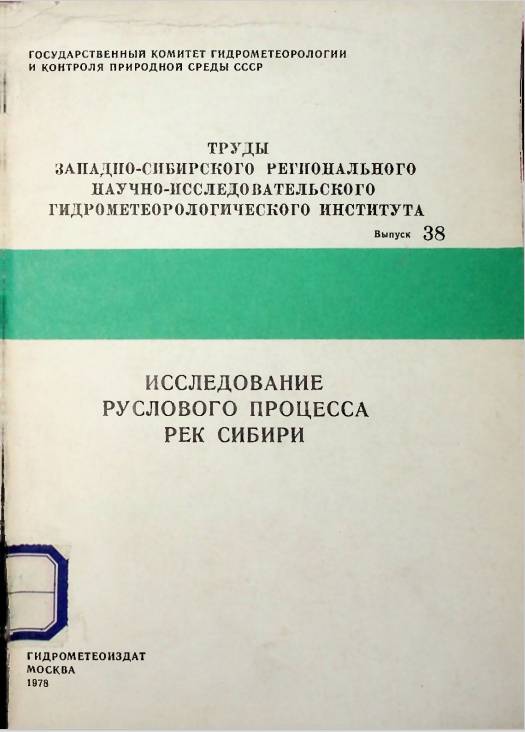 ГОСУДАРСТВЕННЫЙ КОМИТЕТ ГИДРОМЕТЕОРОЛОГИИ
И КОНТРОЛЯ ПРИРОДНОЙ СРЕДЫ СССР
ТРУДЫ
ЗАПАДНО-СИБИРСКОГО РЕГИОНАЛЬНОГО
НАУЧНО-ИССЛЕДОВАТЕЛЬСКОГО
ГИДРОМЕТЕОРОЛОГИЧЕСКОГО ИНСТИТУТА
Выпуск 38
ИССЛЕДОВАНИЕ
РУСЛОВОГО ПРОЦЕССА
РЕК СИБИРИ
ГИДРОМЕТЕОИЗДАТ
МОСКВА
1978